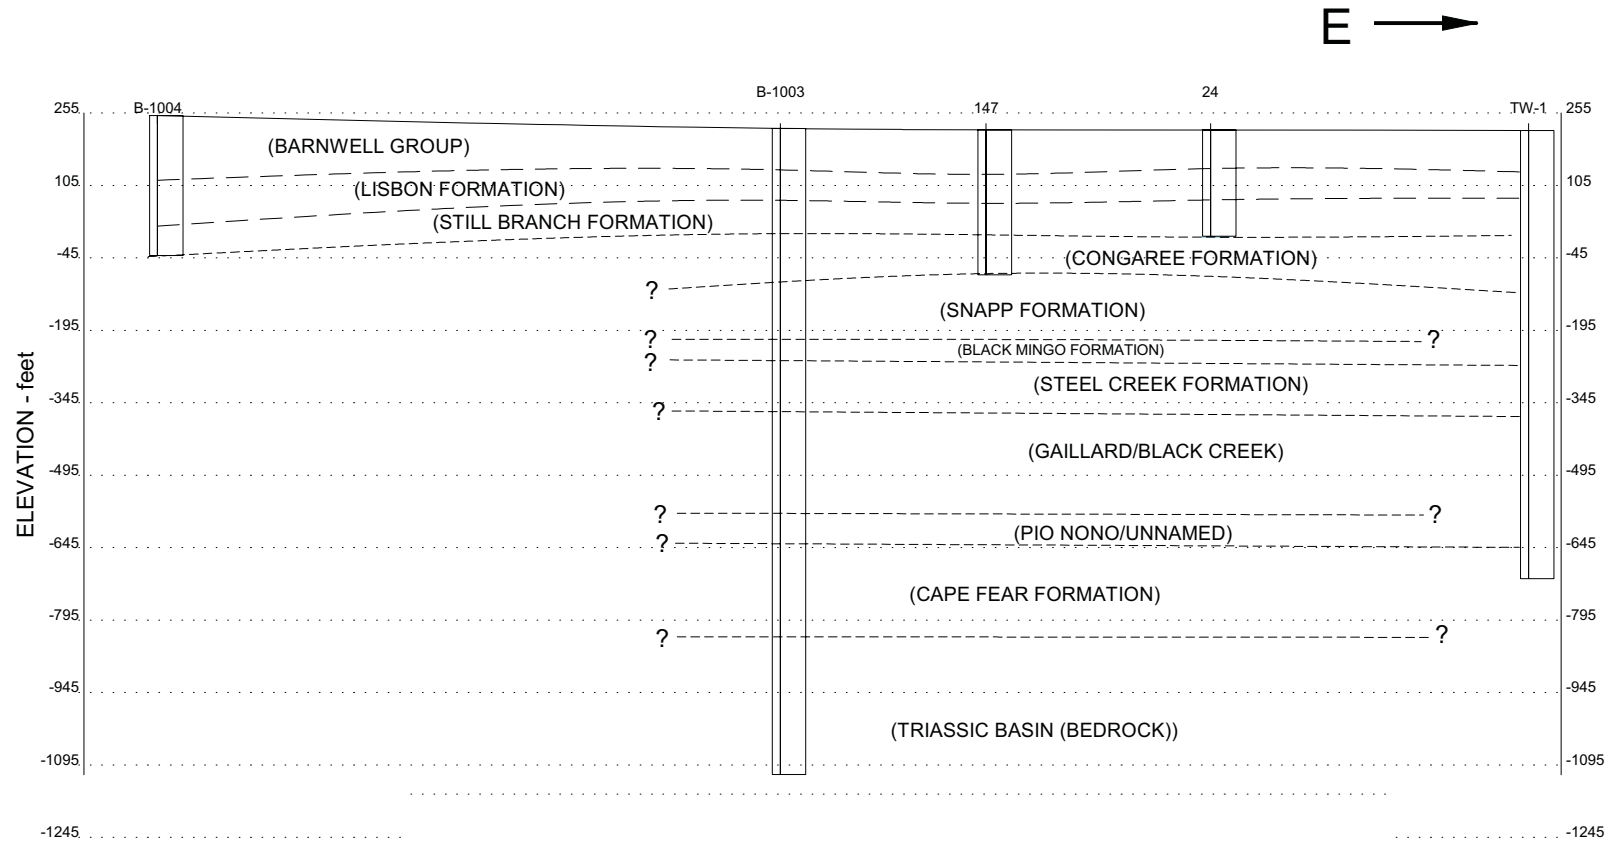 E
B-1004
B-1003
147
24
TW-1
255
255
(BARNWELL GROUP)
105
(LISBON FORMATION)
105
(STILL BRANCH FORMATION)
-45
(CONGAREE FORMATION)
-45
?
(SNAPP FORMATION)
-195
-195
?
?
(BLACK MINGO FORMATION)
?
(STEEL CREEK FORMATION)
-345
-345
?
ELEVATION - feet
(GAILLARD/BLACK CREEK)
-495
-495
?
?
(PIO NONO/UNNAMED)
-645
?
-645
(CAPE FEAR FORMATION)
-795
-795
?
?
-945
-945
(TRIASSIC BASIN (BEDROCK))
-1095
-1095
-1245
-1245